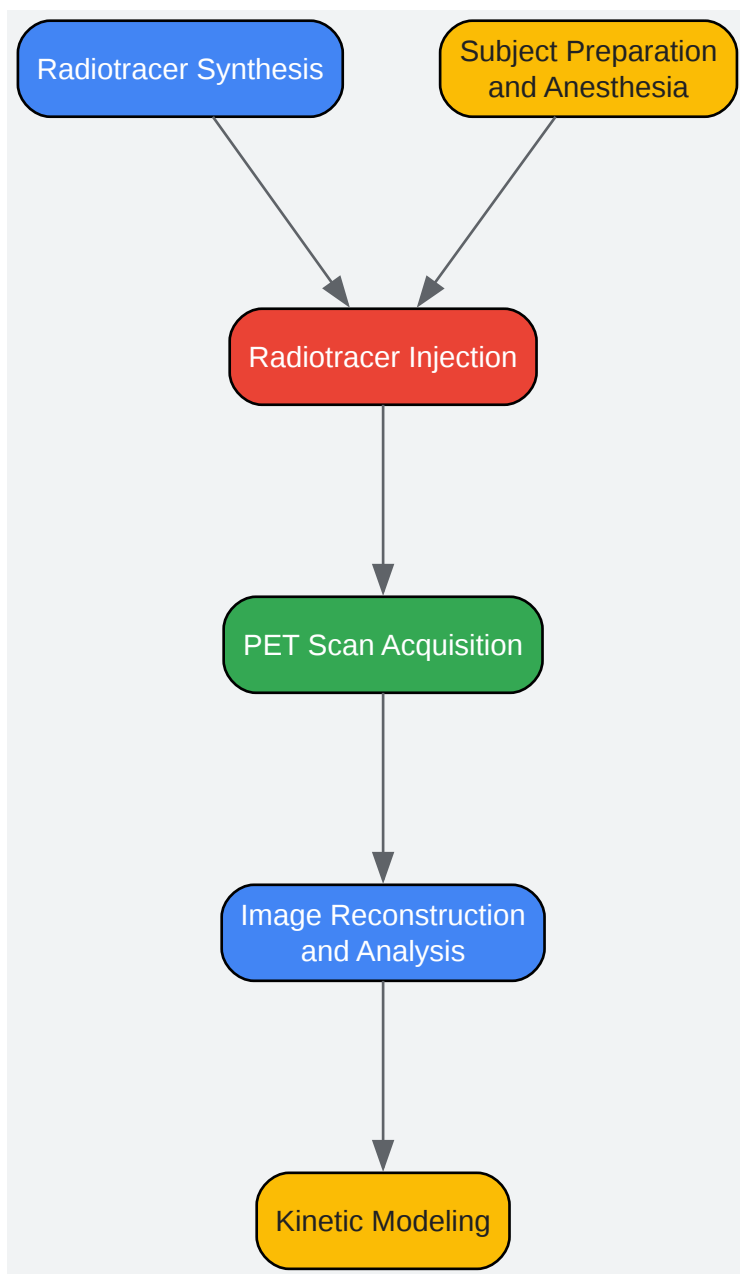 Radiotracer Synthesis
Subject Preparation
and Anesthesia
Radiotracer Injection
PET Scan Acquisition
Image Reconstruction
and Analysis
Kinetic Modeling